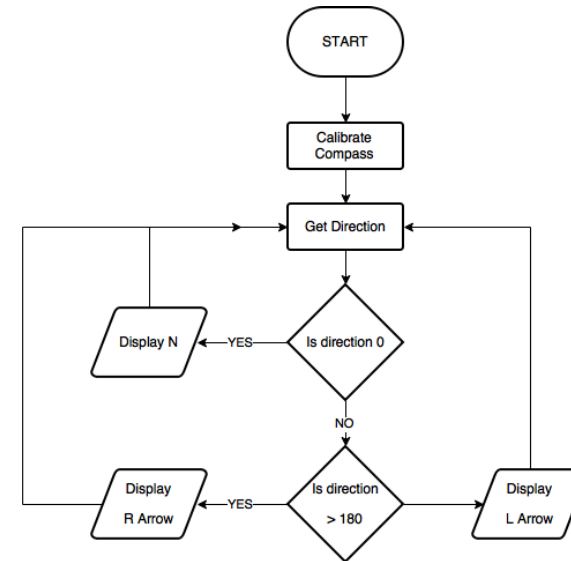 START
Calibrate
Compass
Get Direction
Display N
YES
Is direction 0
NO
Display
R Arrow
YES
Is direction
> 180
Display
L Arrow